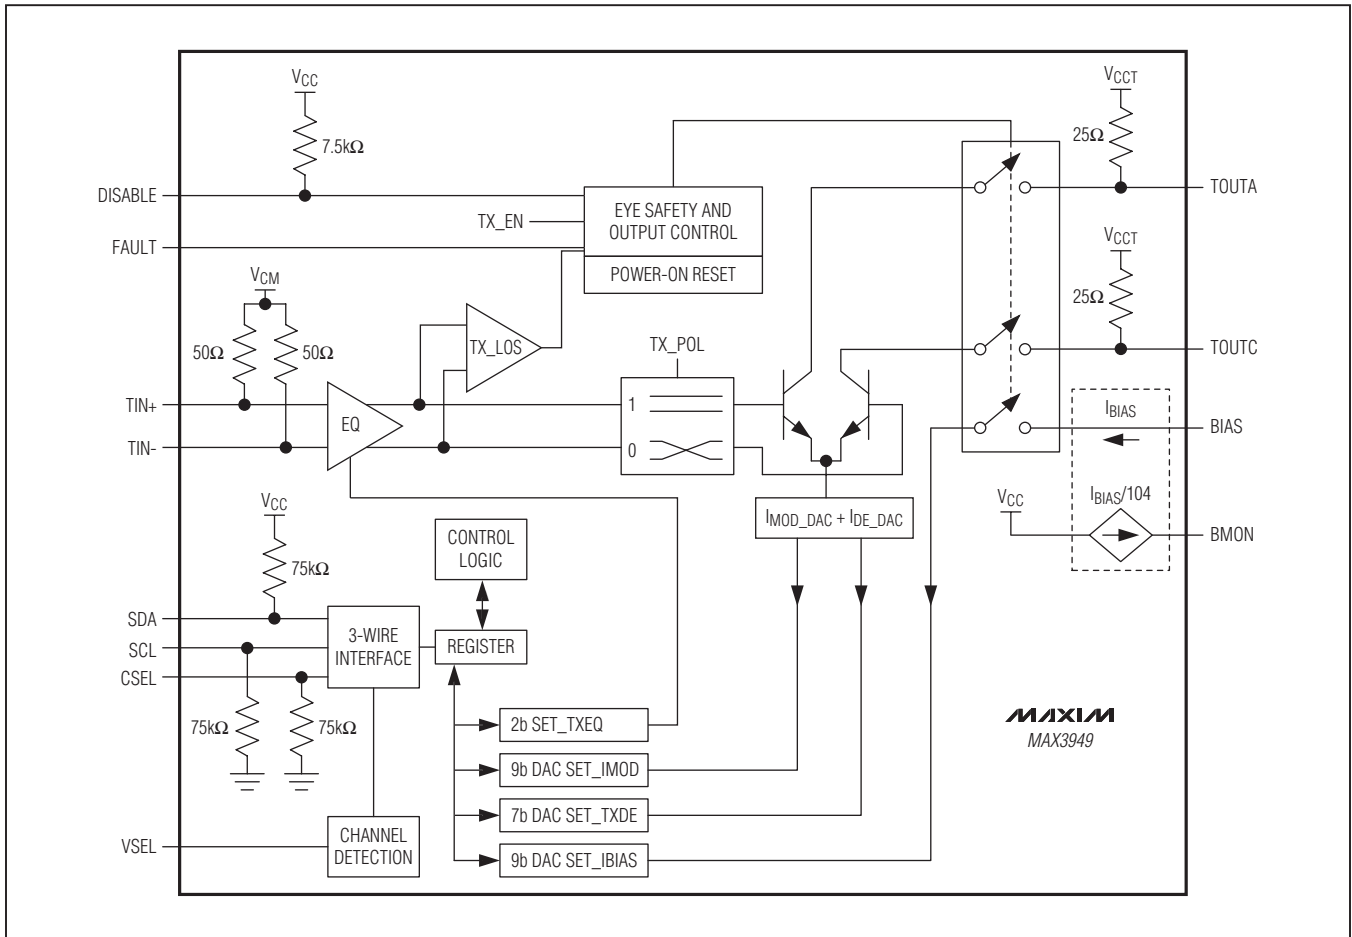 VCC
7.5kΩ
DISABLE
TX_EN
FAULT
EYE SAFETY AND
OUTPUT CONTROL
POWER-ON RESET
VCCT
25Ω
TOUTA
VCCT
25Ω
TOUTC
VCM
50Ω
50Ω
TX_LOS
TX_POL
TIN+
TIN-
EQ
1
0
IBIAS
BIAS
VCC
IBIAS/104
BMON
IMOD_DAC + IDE_DAC
VCC
75kΩ
CONTROL
LOGIC
SDA
SCL
CSEL
3-WIRE
INTERFACE
REGISTER
75kΩ
75kΩ
2b SET_TXEQ
9b DAC SET_IMOD
7b DAC SET_TXDE
9b DAC SET_IBIAS
VSEL
CHANNEL
DETECTION
MAXIM
MAX3949